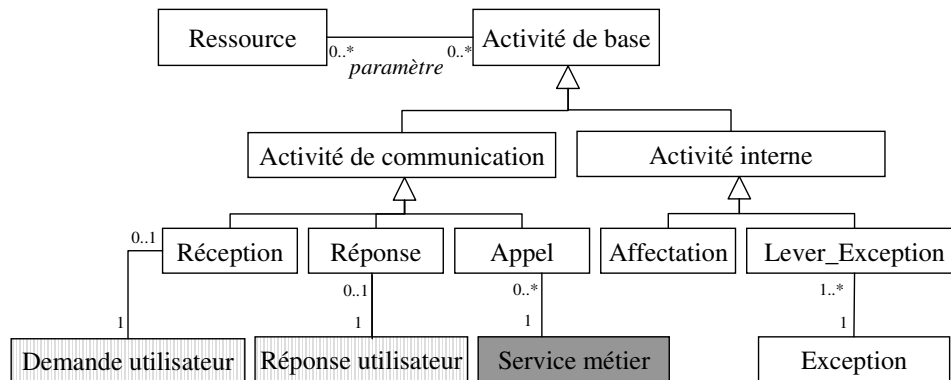 Ressource
Activité de base
0..*
0..*
paramètre
Activité de communication
Activité interne
0..1
Réception
Réponse
Appel
Affectation
Lever_Exception
0..1
0..*
1..*
1
1
1
1
Demande utilisateur
Réponse utilisateur
Service métier
Exception